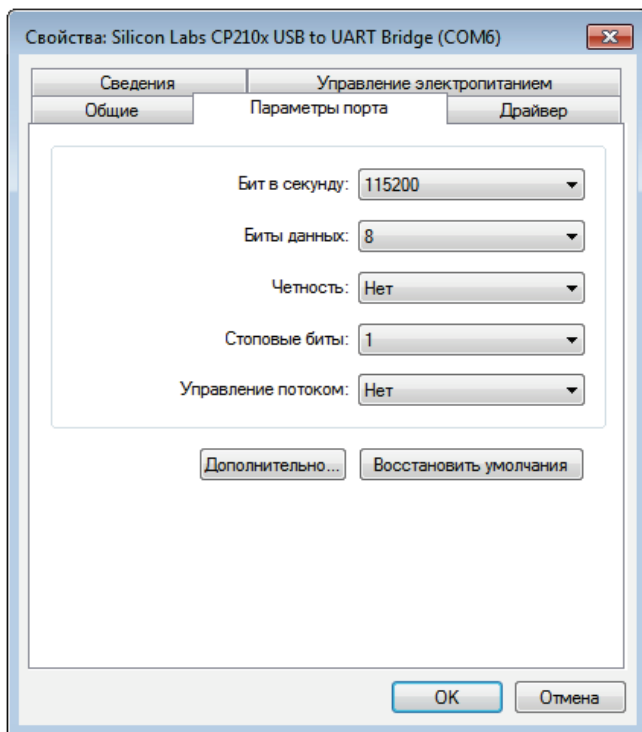 Свойства: Silicon Labs CP210x USB to UART Bridge (COM6)
Сведения
Управление электропитанием
Общие
Параметры порта
Драйвер
Бит в секунду: 115200
Биты данных: 8
Четность: Нет
Стоповые биты: 1
Управление потоком: Нет
Дополнительно... Восстановить умолчания
OK Отмена